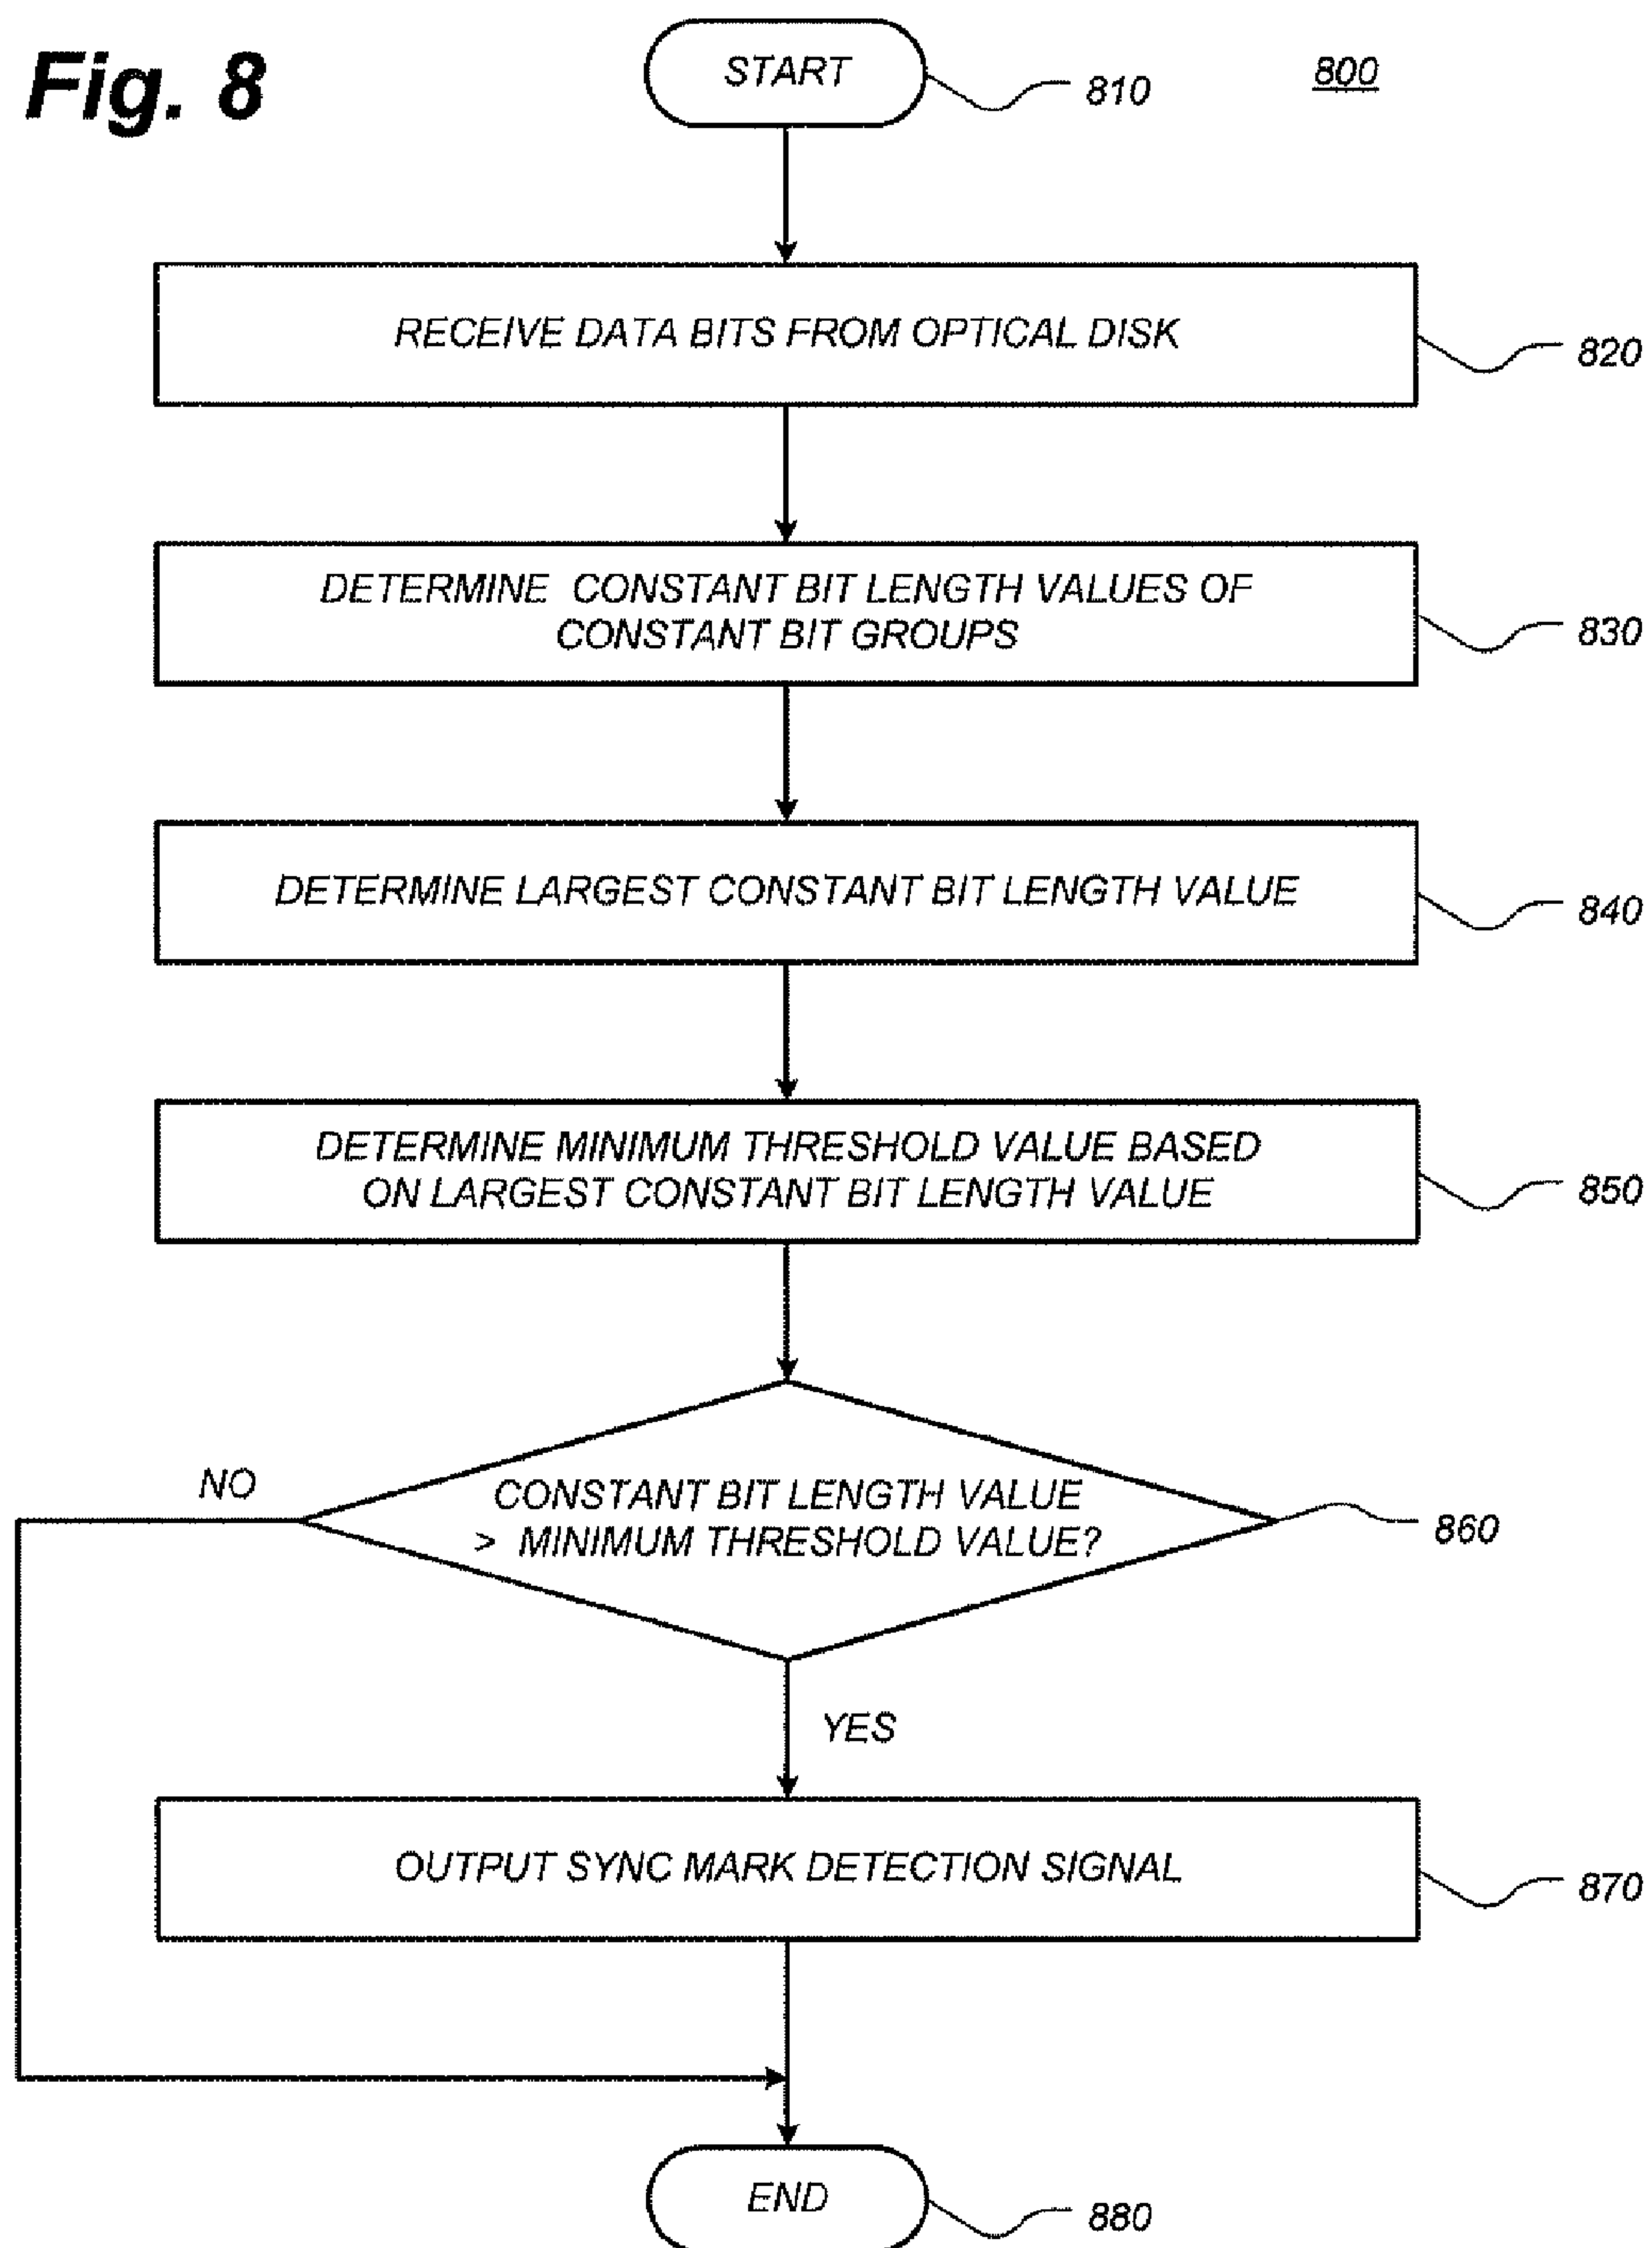 Fig. 8
START
810
800
RECEIVE DATA BITS FROM OPTICAL DISK
820
DETERMINE CONSTANT BIT LENGTH VALUES OF
CONSTANT BIT GROUPS
830
DETERMINE LARGEST CONSTANT BIT LENGTH VALUE
840
DETERMINE MINIMUM THRESHOLD VALUE BASED
ON LARGEST CONSTANT BIT LENGTH VALUE
850
NO
CONSTANT BIT LENGTH VALUE
> MINIMUM THRESHOLD VALUE?
860
YES
OUTPUT SYNC MARK DETECTION SIGNAL
870
END
880